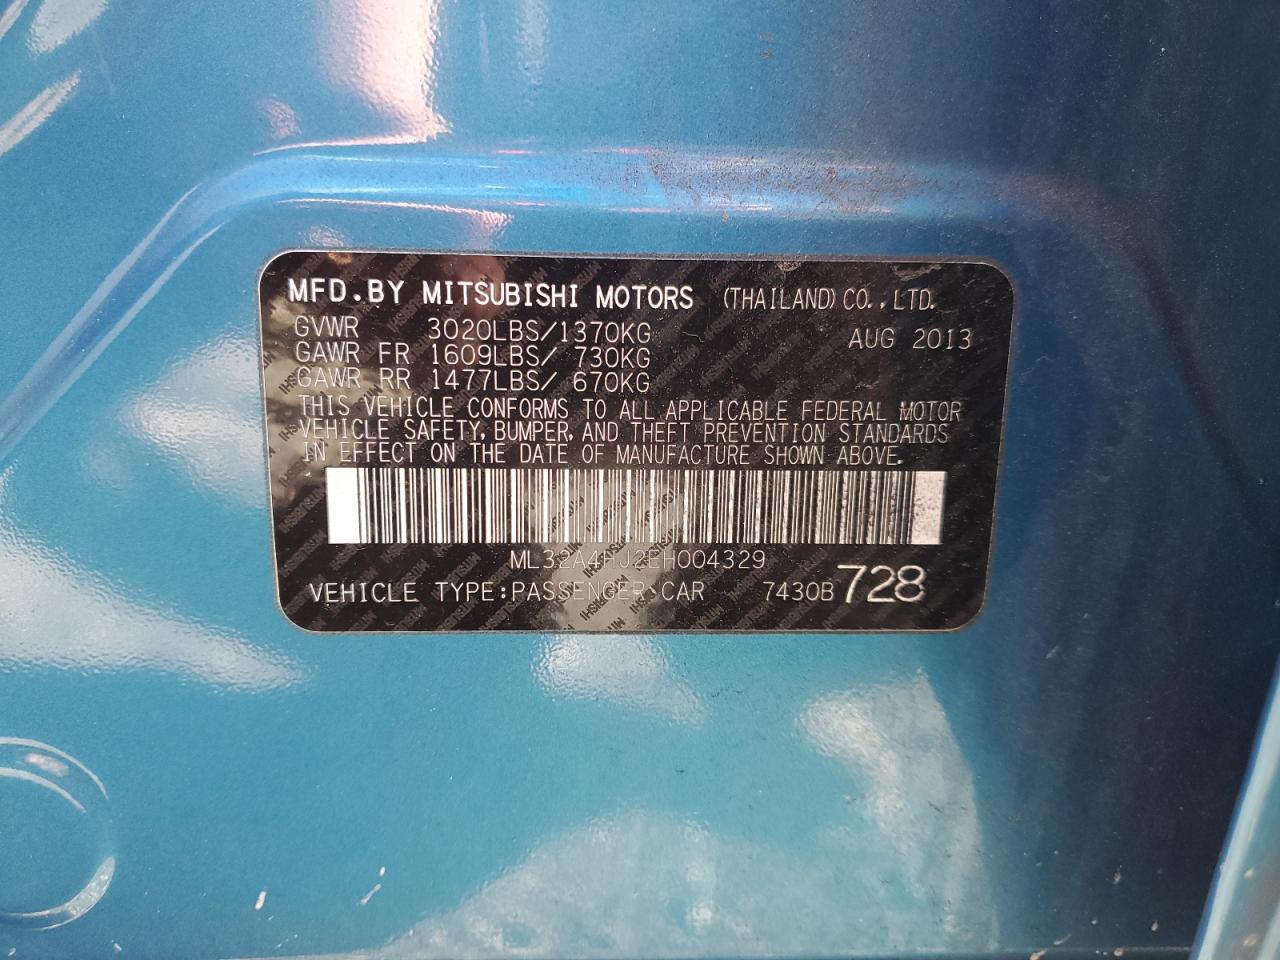 MFD.BY MITSUBISHI MOTORS (THAILAND) CO.,LTD.
GVWR 3020LBS/1370KG AUG 2013
GAWR FR 1609LBS/ 730KG
GAWR RR 1477LBS/ 670KG
THIS VEHICLE CONFORMS TO ALL APPLICABLE FEDERAL MOTOR
VEHICLE SAFETY, BUMPER, AND THEFT PREVENTION STANDARDS
IN EFFECT ON THE DATE OF MANUFACTURE SHOWN ABOVE.
ML32A4HJ2EH004329
VEHICLE TYPE:PASSENGER CAR 7430B 728